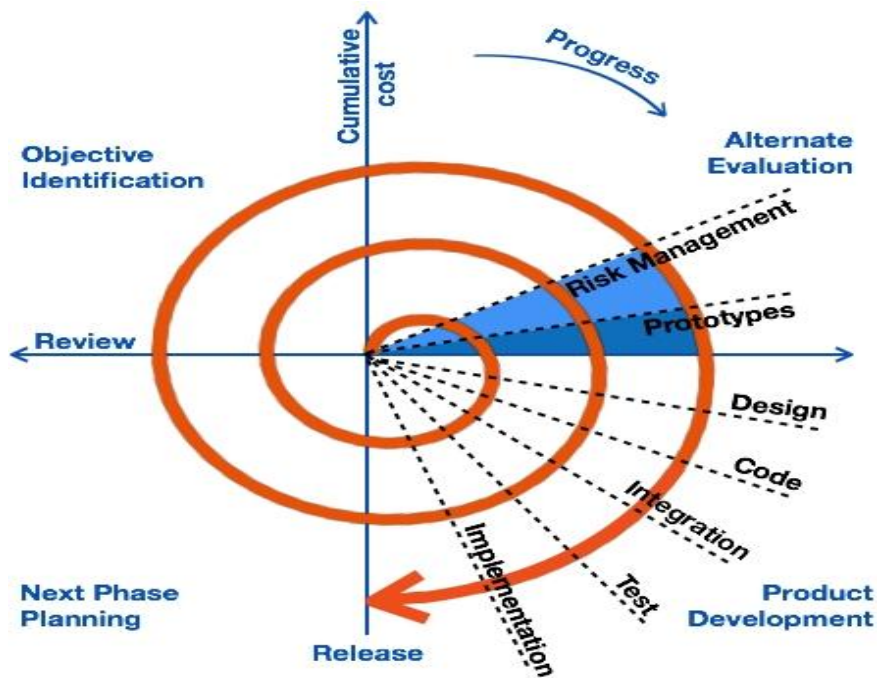 Cumulative
cost
Progress
Objective
Identification
Alternate
Evaluation
Risk Management
Prototypes
Review
Design
Code
Integration
Test
Implementation
Next Phase
Planning
Product
Development
Release